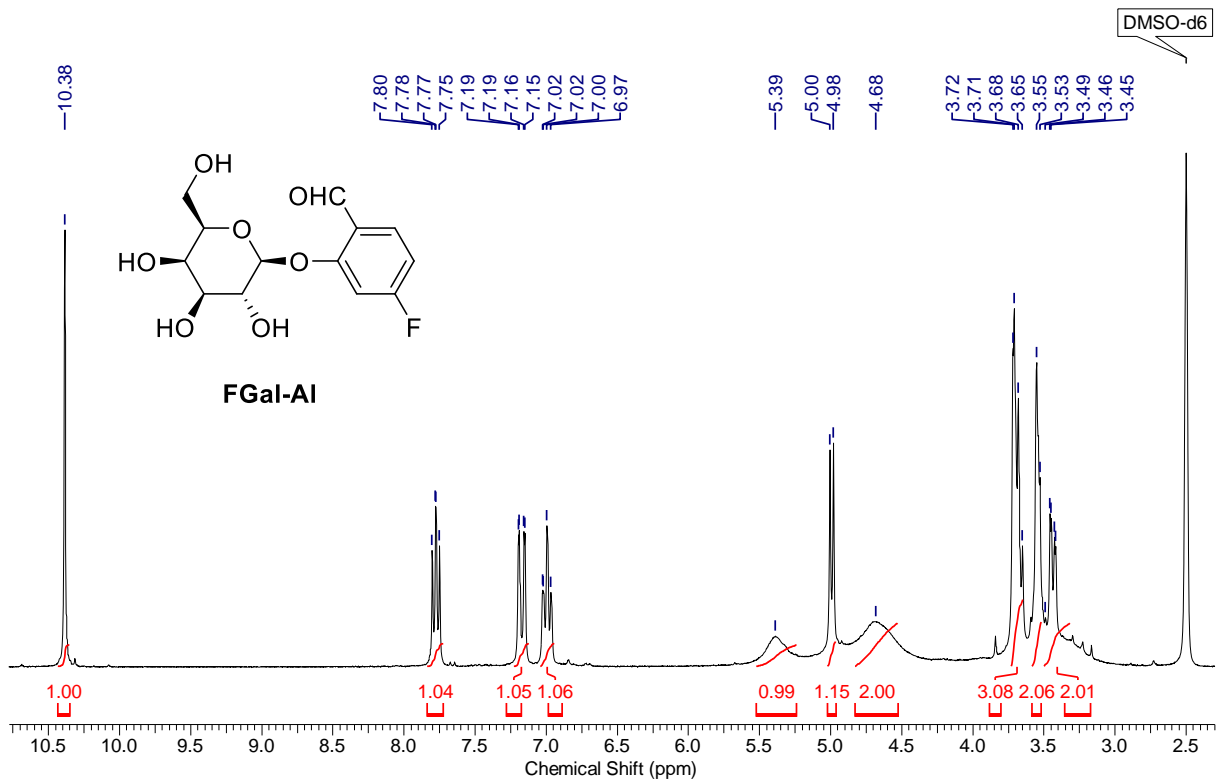 DMSO-d6
10.38
7.80
7.78
7.77
7.75
7.19
7.19
7.16
7.15
7.02
7.02
7.00
6.97
5.39
5.00
4.98
4.68
3.72
3.71
3.68
3.65
3.55
3.53
3.49
3.46
3.45
OH
OHC
O
HO
O
HO
OH
F
FGal-Al
1.00 1.04 1.05 1.06 0.99 1.15 2.00 3.08 2.06 2.01
10.5 10.0 9.5 9.0 8.5 8.0 7.5 7.0 6.5 6.0 5.5 5.0 4.5 4.0 3.5 3.0 2.5
Chemical Shift (ppm)